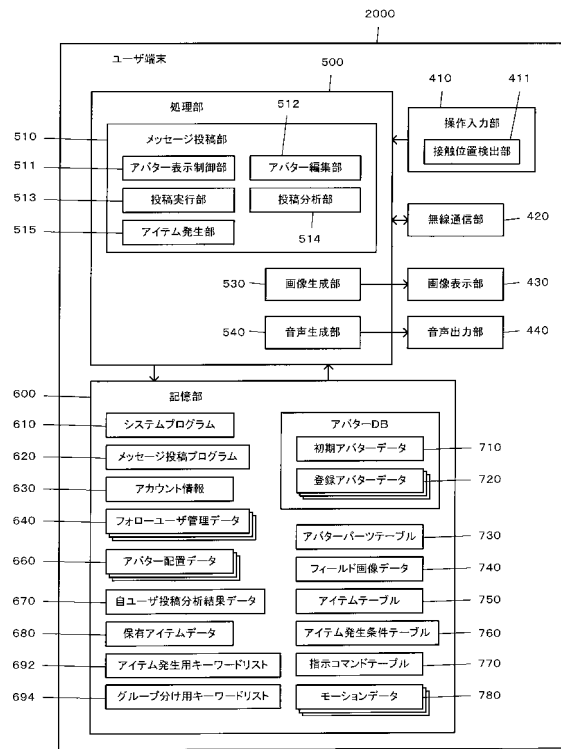 2000
ユーザ端末
500
処理部
410
411
操作入力部
接触位置検出部
510
512
メッセージ投稿部
511
アバター表示制御部
アバター編集部
513
投稿実行部
投稿分析部
515
アイテム発生部
514
無線通信部
420
530
画像生成部
画像表示部
430
540
音声生成部
音声出力部
440
600
記憶部
610
システムプログラム
620
メッセージ投稿プログラム
630
アカウント情報
640
フォローユーザ管理データ
660
アバター配置データ
670
自ユーザ投稿分析結果データ
680
保有アイテムデータ
692
アイテム発生用キーワードリスト
694
グループ分け用キーワードリスト
アバターDB
初期アバターデータ
710
登録アバターデータ
720
アバターパーツテーブル
730
フィールド画像データ
740
アイテムテーブル
750
アイテム発生条件テーブル
760
指示コマンドテーブル
770
モーションデータ
780